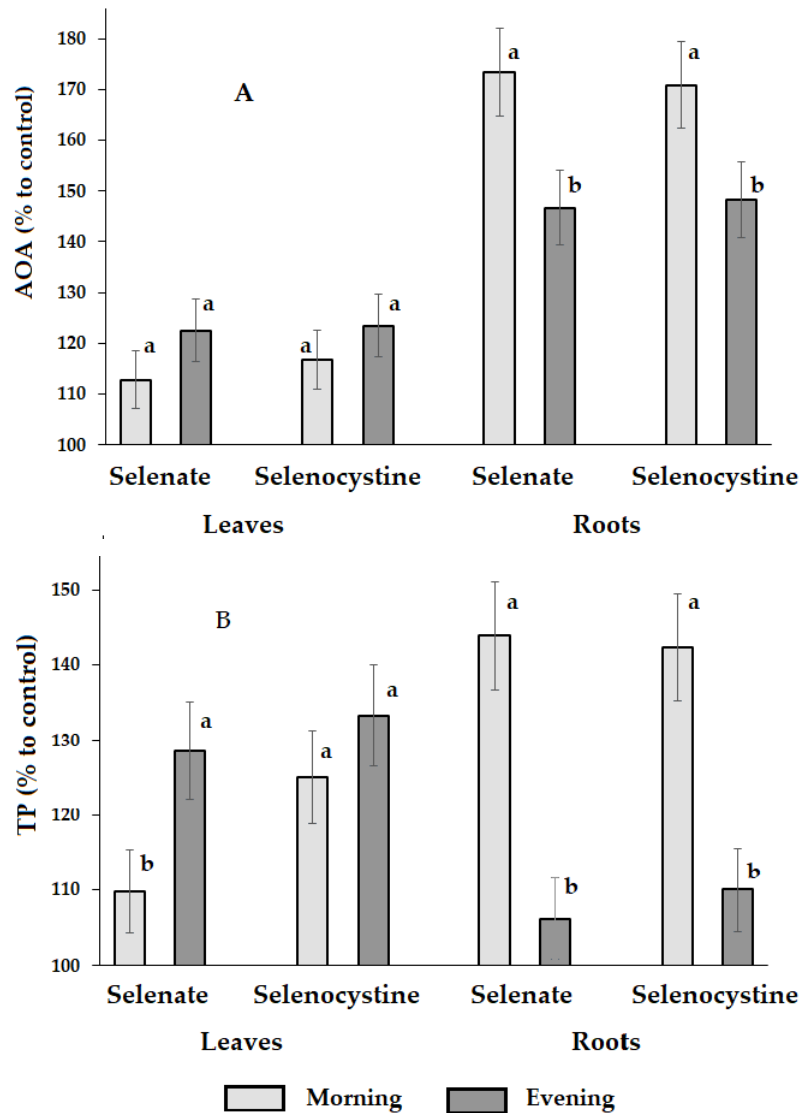 A
AOA (% to control)
180
170
160
150
140
130
120
110
100
a
a
a
a
a
b
a
b
Selenate Selenocystine Selenate Selenocystine
Leaves Roots
B
TP (% to control)
150
140
130
120
110
100
b
a
a
a
a
b
a
b
Selenate Selenocystine Selenate Selenocystine
Leaves Roots
Morning Evening